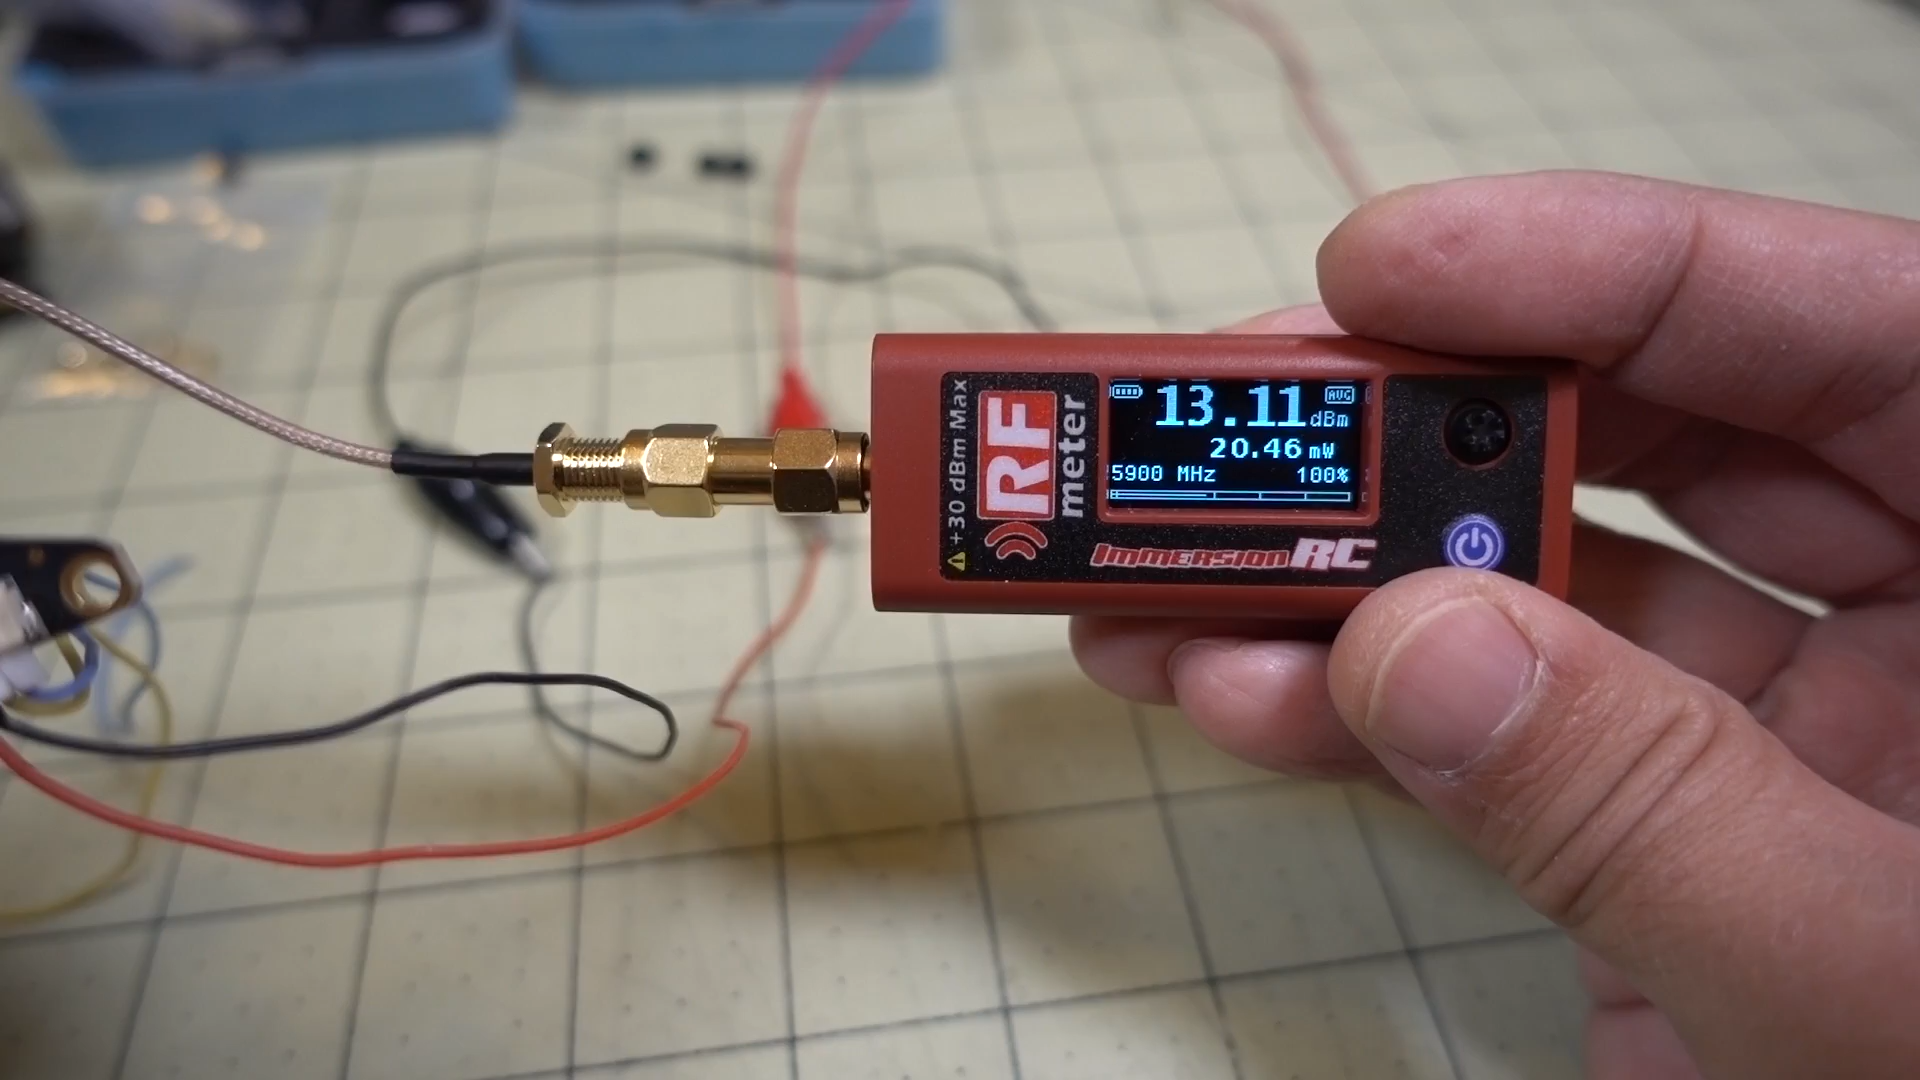 +30 dBm Max
RF
meter
AVG
13.11 dBm
20.46 mW
5900 MHz 100%
ImmersionRC